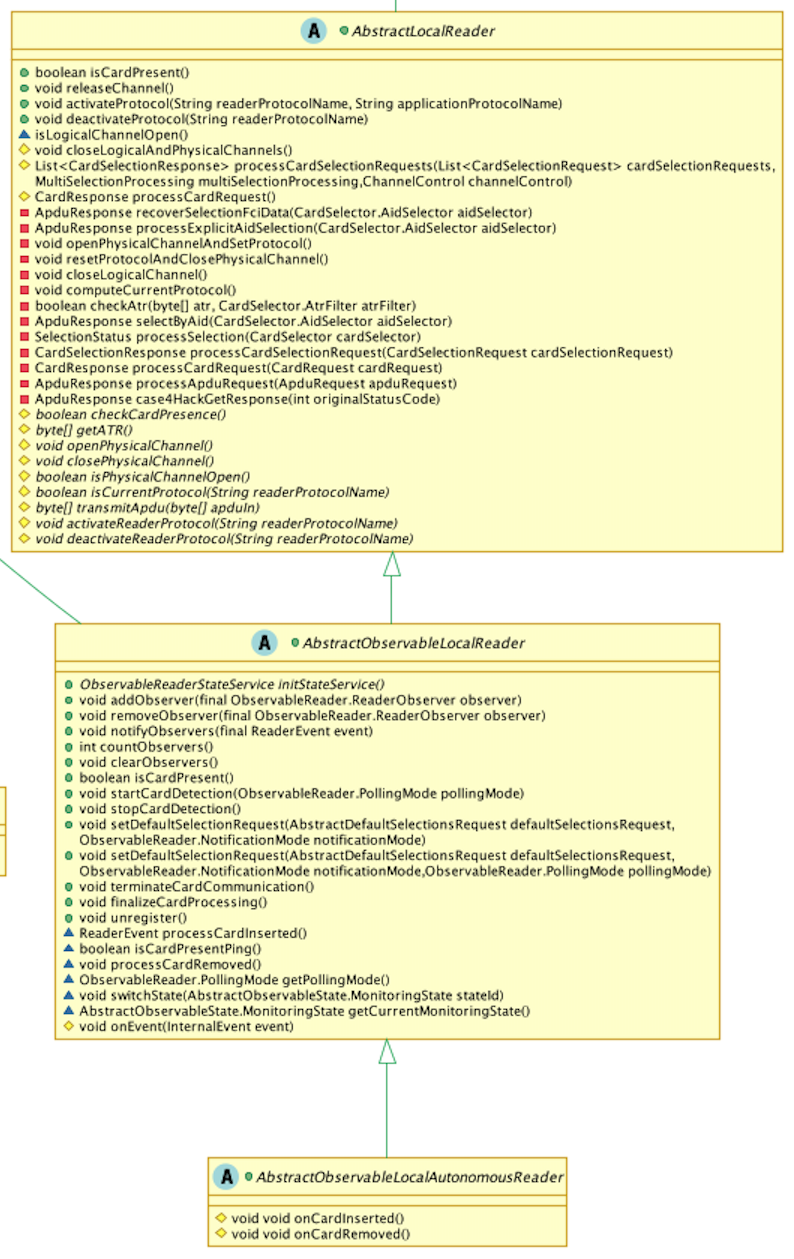 A AbstractLocalReader
boolean isCardPresent()
void releaseChannel()
void activateProtocol(String readerProtocolName, String applicationProtocolName)
void deactivateProtocol(String readerProtocolName)
isLogicalChannelOpen()
void closeLogicalAndPhysicalChannels()
List<CardSelectionResponse> processCardSelectionRequests(List<CardSelectionRequest> cardSelectionRequests,
MultiSelectionProcessing multiSelectionProcessing,ChannelControl channelControl)
CardResponse processCardRequest()
ApduResponse recoverSelectionFciData(CardSelector.AidSelector aidSelector)
ApduResponse processExplicitAidSelection(CardSelector.AidSelector aidSelector)
void openPhysicalChannelAndSetProtocol()
void resetProtocolAndClosePhysicalChannel()
void closeLogicalChannel()
void computeCurrentProtocol()
boolean checkAtr(byte[] atr, CardSelector.AtrFilter atrFilter)
ApduResponse selectByAid(CardSelector.AidSelector aidSelector)
SelectionStatus processSelection(CardSelector cardSelector)
CardSelectionResponse processCardSelectionRequest(CardSelectionRequest cardSelectionRequest)
CardResponse processCardRequest(CardRequest cardRequest)
ApduResponse processApduRequest(ApduRequest apduRequest)
ApduResponse case4HackGetResponse(int originalStatusCode)
boolean checkCardPresence()
byte[] getATR()
void openPhysicalChannel()
void closePhysicalChannel()
boolean isPhysicalChannelOpen()
boolean isCurrentProtocol(String readerProtocolName)
byte[] transmitApdu(byte[] apduIn)
void activateReaderProtocol(String readerProtocolName)
void deactivateReaderProtocol(String readerProtocolName)
A AbstractObservableLocalReader
ObservableReaderStateService initStateService()
void addObserver(final ObservableReader.ReaderObserver observer)
void removeObserver(final ObservableReader.ReaderObserver observer)
void notifyObservers(final ReaderEvent event)
int countObservers()
void clearObservers()
boolean isCardPresent()
void startCardDetection(ObservableReader.PollingMode pollingMode)
void stopCardDetection()
void setDefaultSelectionRequest(AbstractDefaultSelectionsRequest defaultSelectionsRequest,
ObservableReader.NotificationMode notificationMode)
void setDefaultSelectionRequest(AbstractDefaultSelectionsRequest defaultSelectionsRequest,
ObservableReader.NotificationMode notificationMode,ObservableReader.PollingMode pollingMode)
void terminateCardCommunication()
void finalizeCardProcessing()
void unregister()
ReaderEvent processCardInserted()
boolean isCardPresentPing()
void processCardRemoved()
ObservableReader.PollingMode getPollingMode()
void switchState(AbstractObservableState.MonitoringState stateId)
AbstractObservableState.MonitoringState getCurrentMonitoringState()
void onEvent(InternalEvent event)
A AbstractObservableLocalAutonomousReader
void void onCardInserted()
void void onCardRemoved()